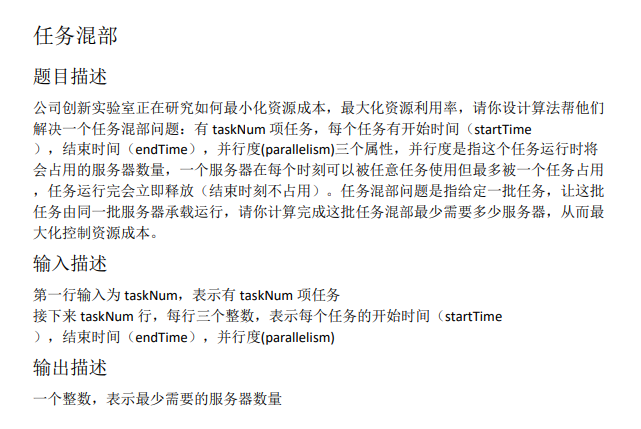 任务混部
题目描述
公司创新实验室正在研究如何最小化资源成本，最大化资源利用率，请你设计算法帮他们
解决一个任务混部问题：有 taskNum 项任务，每个任务有开始时间（startTime
），结束时间（endTime），并行度(parallelism)三个属性，并行度是指这个任务运行时将
会占用的服务器数量，一个服务器在每个时刻可以被任意任务使用但最多被一个任务占用
，任务运行完会立即释放（结束时刻不占用）。任务混部问题是指给定一批任务，让这批
任务由同一批服务器承载运行，请你计算完成这批任务混部最少需要多少服务器，从而最
大化控制资源成本。
输入描述
第一行输入为 taskNum，表示有 taskNum 项任务
接下来 taskNum 行，每行三个整数，表示每个任务的开始时间（startTime
），结束时间（endTime），并行度(parallelism)
输出描述
一个整数，表示最少需要的服务器数量